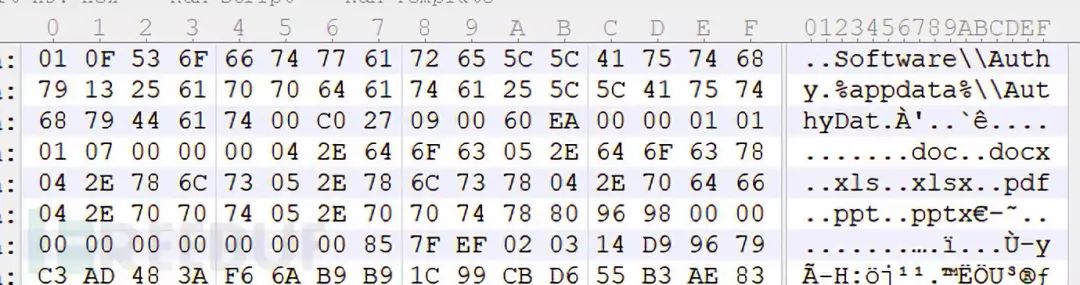 0 1 2 3 4 5 6 7 8 9 A B C D E F 0123456789ABCDEF
01 0F 53 6F 66 74 77 61 72 65 5C 5C 41 75 74 68 ..Software\\Auth
79 13 25 61 70 70 64 61 74 61 25 5C 5C 41 75 74 y.%appdata%\\Aut
68 79 44 61 74 00 C0 27 09 00 60 EA 00 00 01 01 hyDat.À'..`ê....
01 07 00 00 00 04 2E 64 6F 63 05 2E 64 6F 63 78 .......doc..docx
04 2E 78 6C 73 05 2E 78 6C 73 78 04 2E 70 64 66 ..xls..xlsx..pdf
04 2E 70 70 74 05 2E 70 70 74 78 80 96 98 00 00 ..ppt..pptx€–˜..
00 00 00 00 00 00 00 85 7F EF 02 03 14 D9 96 79 .......….ï...Ù–y
C3 AD 48 3A F6 6A B9 B9 1C 99 CB D6 55 B3 AE 83 Ã-H:öj¹¹.™ËÖU³®ƒ